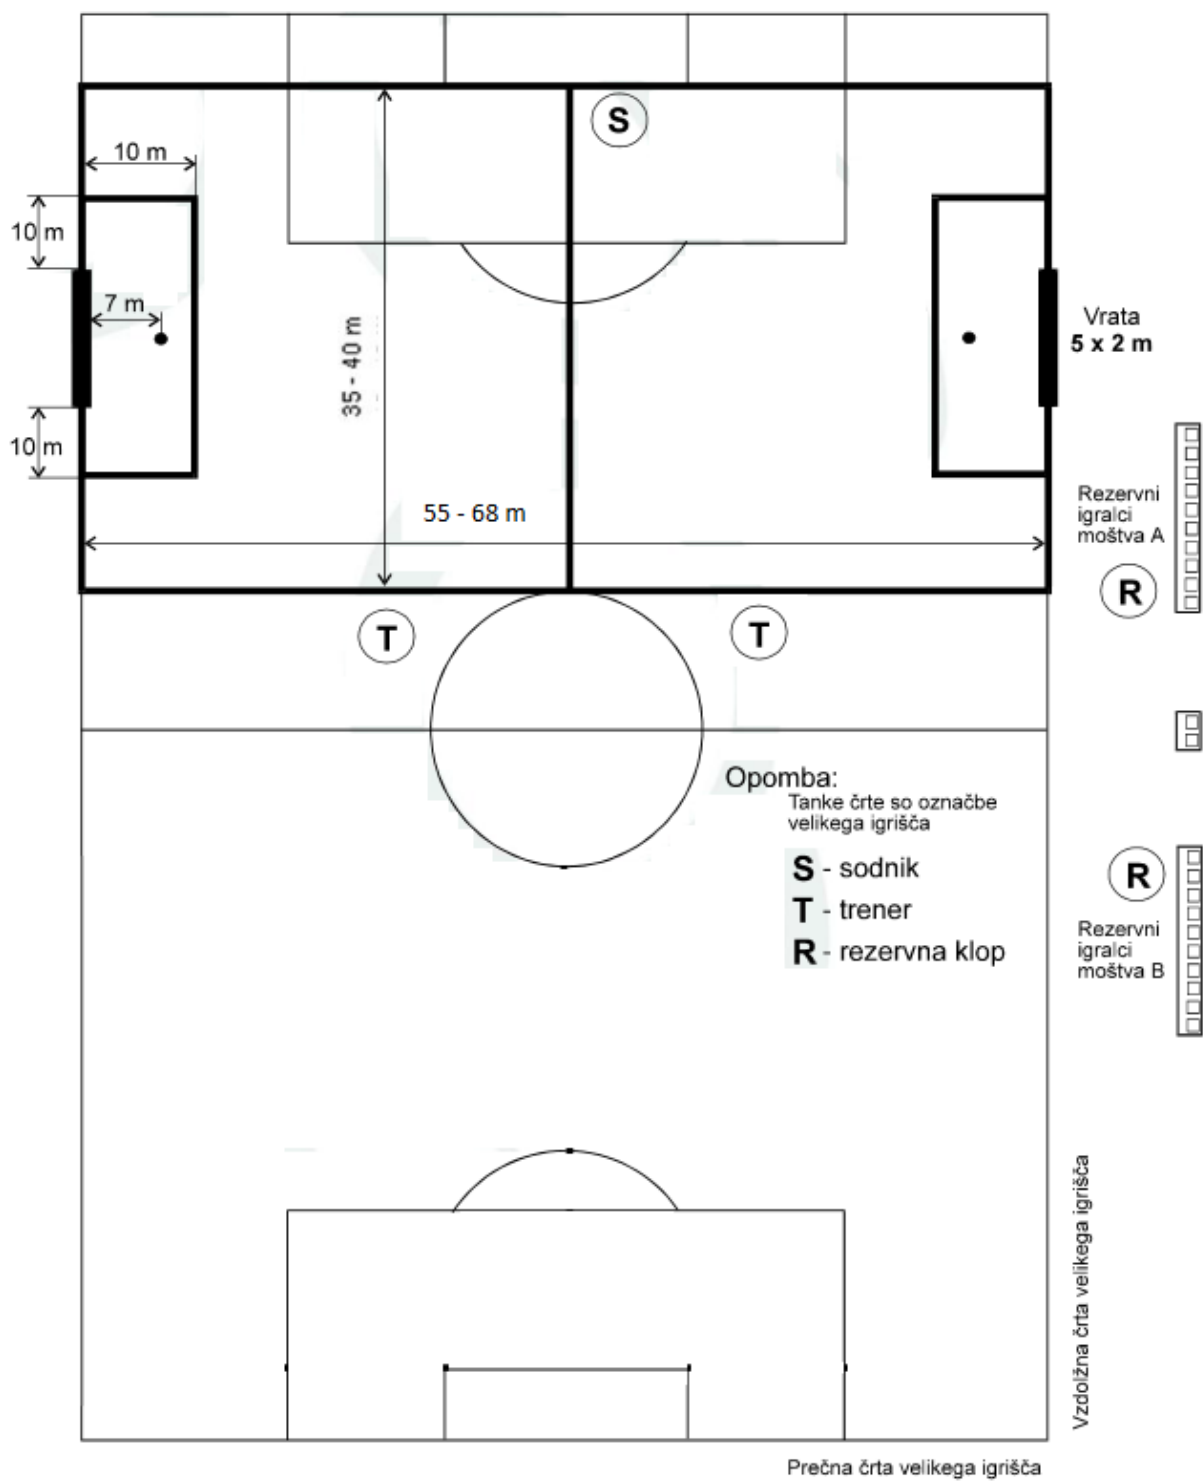 S
10 m
10 m
7 m
Vrata
5 x 2 m
35 - 40 m
10 m
55 - 68 m
Rezervni
igralci
moštva A
R
T
T
Opomba:
Tanke črte so označbe
velikega igrišča
S - sodnik
T - trener
R - rezervna klop
R
Rezervni
igralci
moštva B
Vzdolžna črta velikega igrišča
Prečna črta velikega igrišča